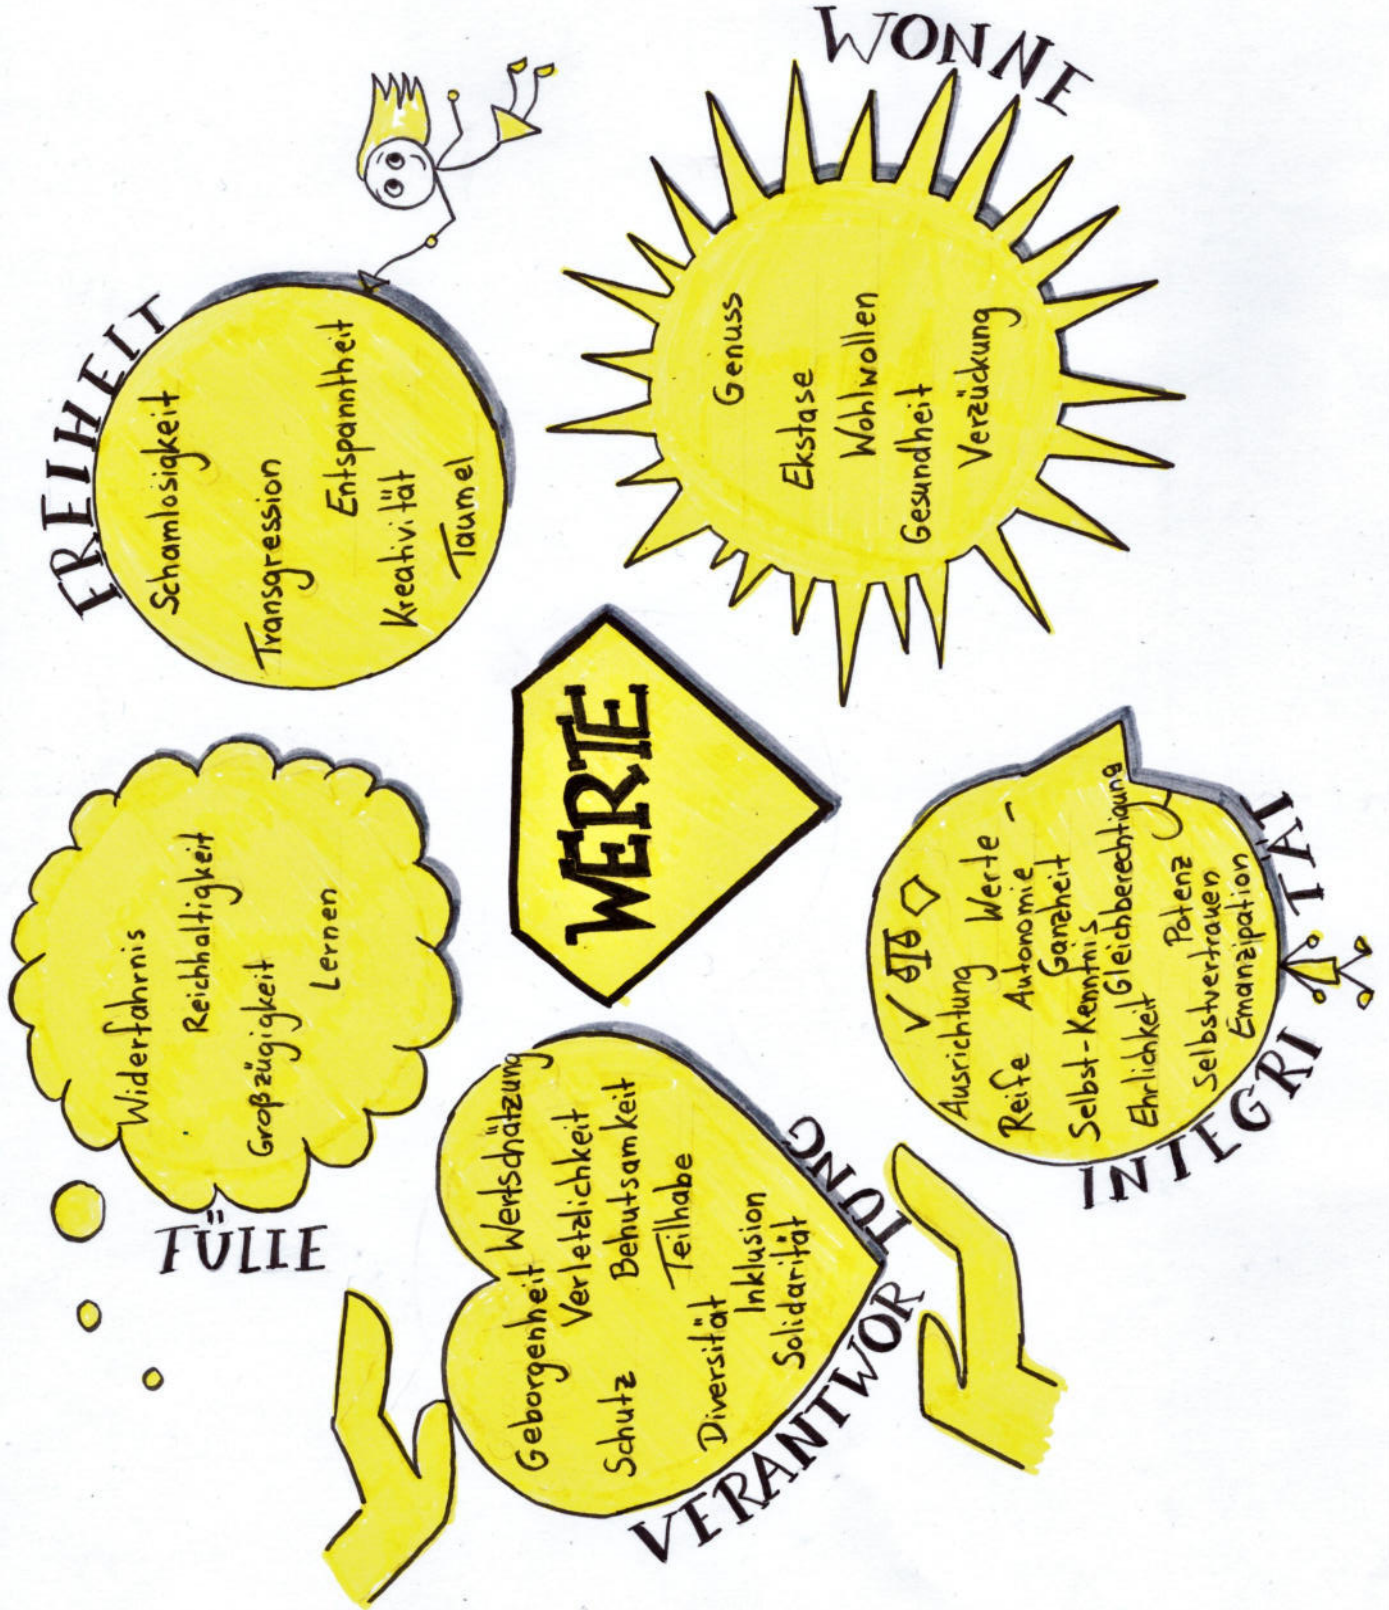 WERTE
FÜLLE
Widerfahrnis
Reichhaltigkeit
Großzügigkeit
Lernen
FREIHEIT
Schamlosigkeit
Transgression
Entspanntheit
Kreativität
Taumel
VERANTWORTUNG
Geborgenheit Wertschätzung
Verletzlichkeit
Schutz Behutsamkeit
Teilhabe
Diversität
Inklusion
Solidarität
INTEGRITÄT
Ausrichtung Werte -
Reife Autonomie
Ganzheit
Selbst-Kenntnis
Gleichberechtigung
Ehrlichkeit
Potenz
Selbstvertrauen
Emanzipation
WONNE
Genuss
Ekstase
Wohlwollen
Gesundheit
Verzückung